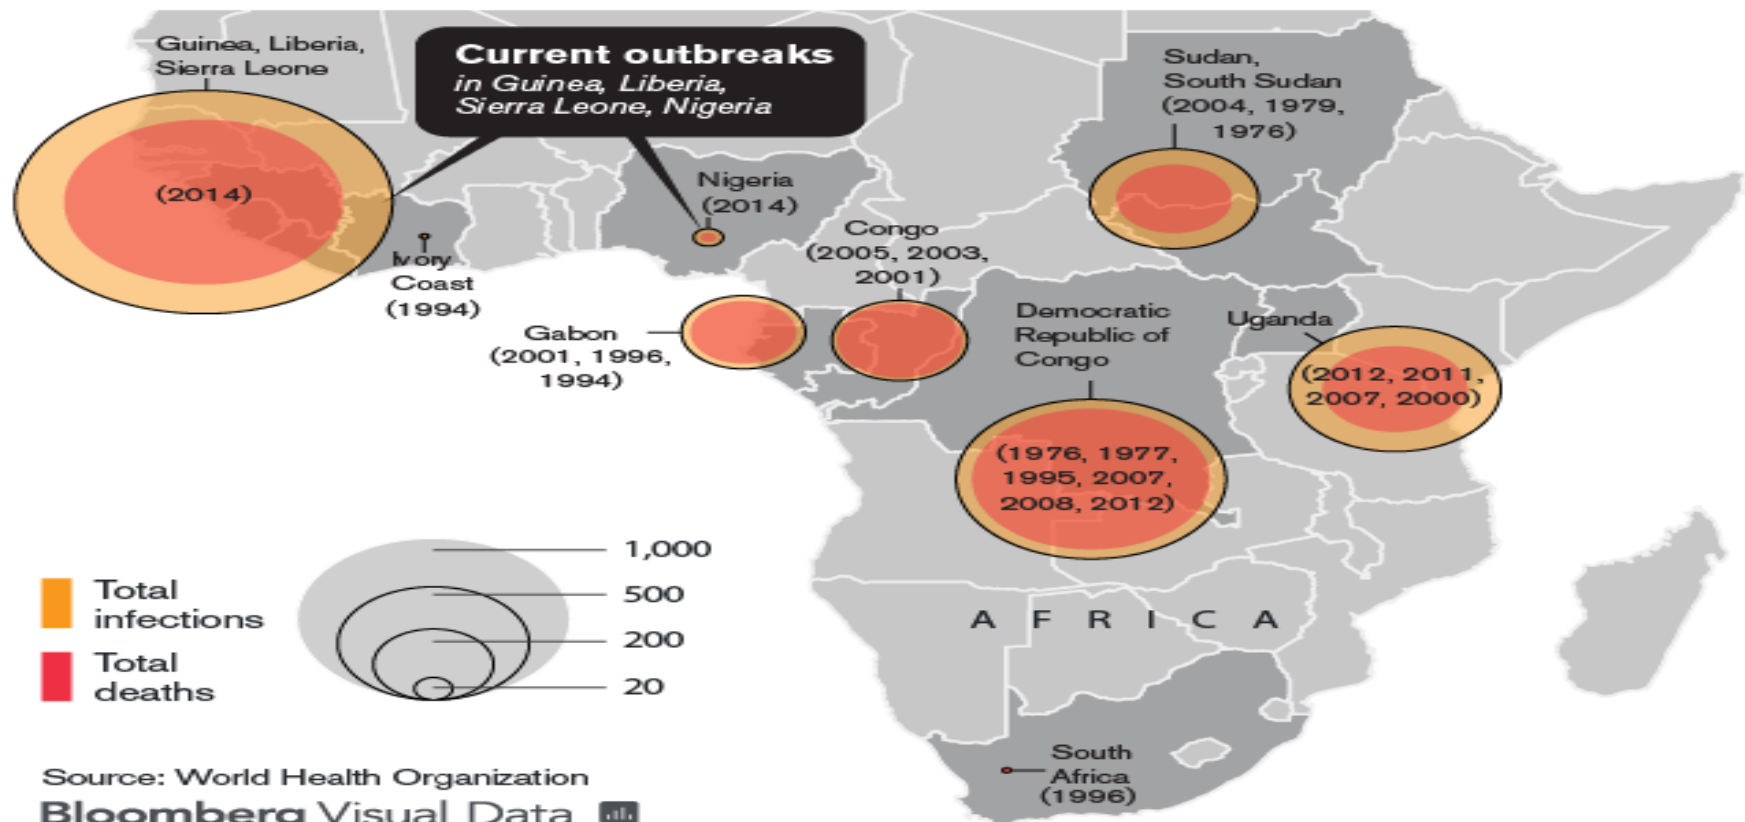 Guinea, Liberia,
Sierra Leone
(2014)
Current outbreaks
in Guinea, Liberia,
Sierra Leone, Nigeria
Sudan,
South Sudan
(2004, 1979,
1976)
Nigeria
(2014)
Ivory
Coast
(1994)
Congo
(2005, 2003,
2001)
Gabon
(2001, 1996,
1994)
Democratic
Republic of
Congo
(1976, 1977,
1995, 2007,
2008, 2012)
Uganda
(2012, 2011,
2007, 2000)
AFRICA
South
Africa
(1996)
Total
infections
Total
deaths
1,000
500
200
20
Source: World Health Organization
Bloomberg Visual Data